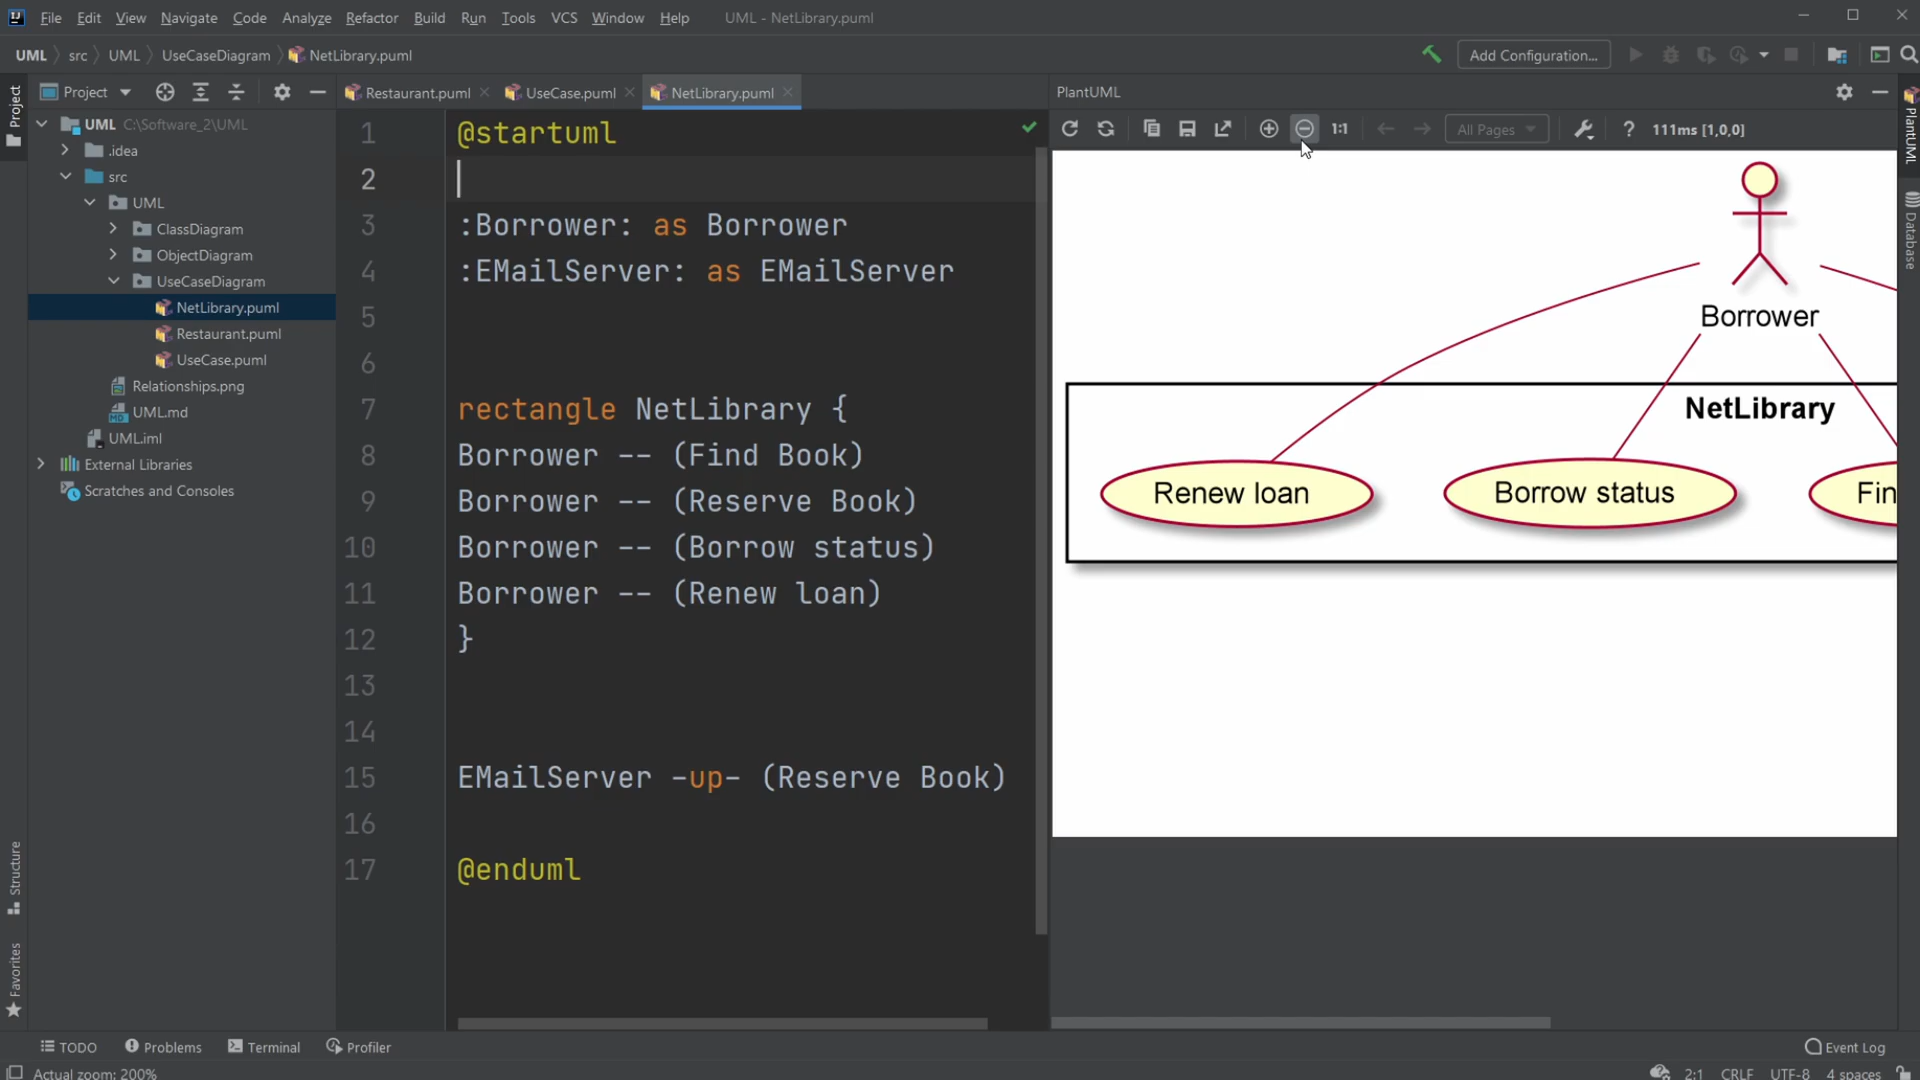 File Edit View Navigate Code Analyze Refactor Build Run Tools VCS Window Help UML - NetLibrary.puml
UML src UML UseCaseDiagram NetLibrary.puml Add Configuration...
Project
Project
UML C:\Software_2\UML
.idea
src
UML
ClassDiagram
ObjectDiagram
UseCaseDiagram
NetLibrary.puml
Restaurant.puml
UseCase.puml
Relationships.png
UML.md
UML.iml
External Libraries
Scratches and Consoles
Structure
Favorites
Restaurant.puml UseCase.puml NetLibrary.puml
1 @startuml
2
3 :Borrower: as Borrower
4 :EMailServer: as EMailServer
5
6
7 rectangle NetLibrary {
8 Borrower -- (Find Book)
9 Borrower -- (Reserve Book)
10 Borrower -- (Borrow status)
11 Borrower -- (Renew loan)
12 }
13
14
15 EMailServer -up- (Reserve Book)
16
17 @enduml
PlantUML
1:1 All Pages ? 111ms [1,0,0]
Borrower
NetLibrary
Renew loan Borrow status Fin
PlantUML
Database
TODO Problems Terminal Profiler Event Log
Actual zoom: 200% 2:1 CRLF UTF-8 4 spaces